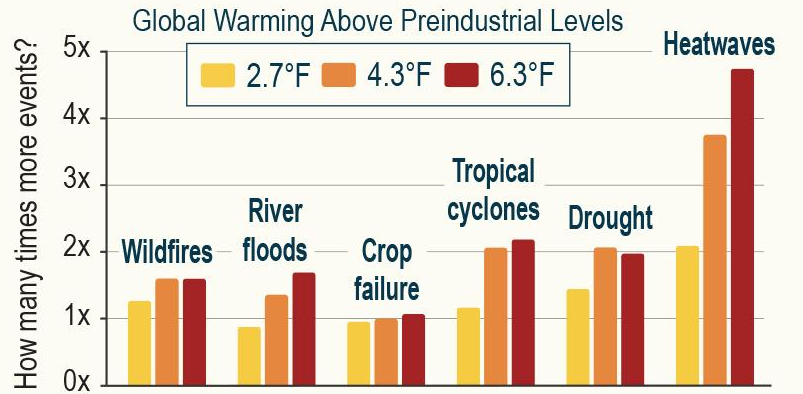 Global Warming Above Preindustrial Levels
2.7°F 4.3°F 6.3°F
How many times more events?
5x
4x
3x
2x
1x
0x
Wildfires
River
floods
Crop
failure
Tropical
cyclones
Drought
Heatwaves